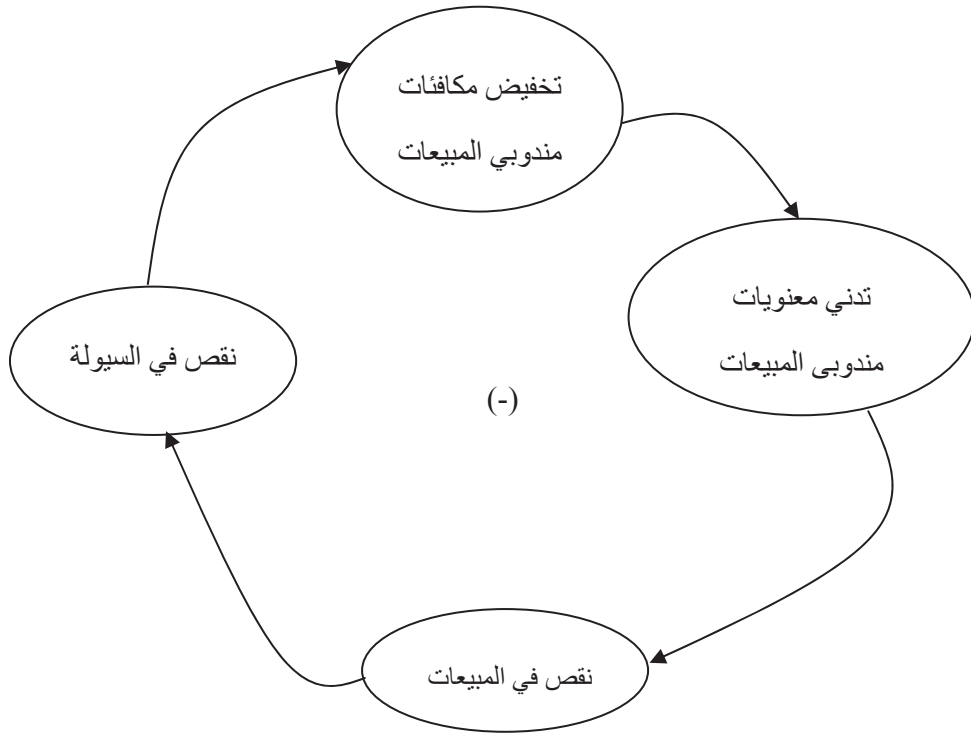 تخفيض مكافئات
مندوبي المبيعات
تدني معنويات
مندوبى المبيعات
نقص في السيولة
(-)
نقص في المبيعات